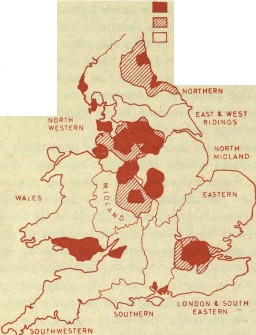 NORTHERN
EAST & WEST
RIDINGS
NORTH
WESTERN
NORTH
MIDLAND
WALES
MIDLAND
EASTERN
LONDON & SOUTH
EASTERN
SOUTHERN
SOUTHWESTERN